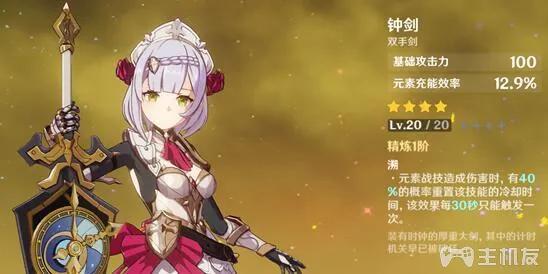 钟剑
双手剑
基础攻击力 100
元素充能效率 12.9%
Lv.20 / 20
精炼1阶
溯
·元素战技造成伤害时,有40
%的概率重置该技能的冷却时
间,该效果每30秒只能触发一
次。
装有时钟的厚重大剑,其中的计时
机关早已被破坏
主机友